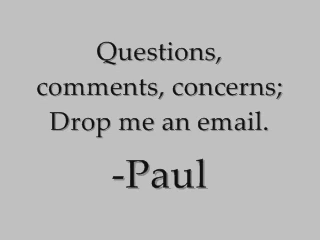 Questions,
comments, concerns;
Drop me an email.
-Paul